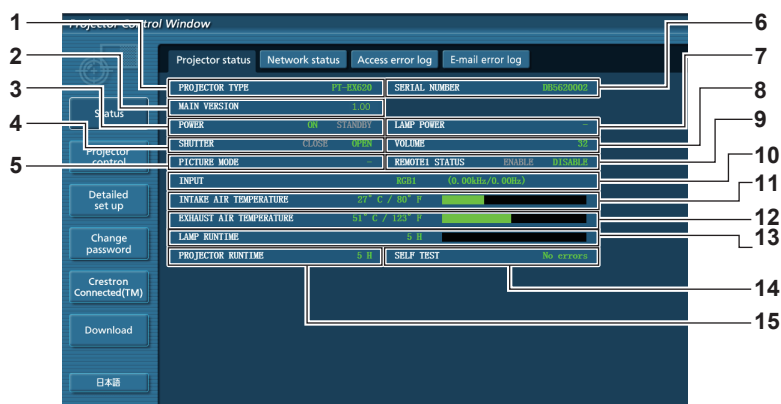 Projector Control Window
Projector status Network status Access error log E-mail error log
PROJECTOR TYPE PT-EX620 SERIAL NUMBER DB5620002
MAIN VERSION 1.00
POWER ON STANDBY LAMP POWER -
SHUTTER CLOSE OPEN VOLUME 32
PICTURE MODE - REMOTE1 STATUS ENABLE DISABLE
INPUT RGB1 (0.00kHz/0.00Hz)
INTAKE AIR TEMPERATURE 27° C / 80° F
EXHAUST AIR TEMPERATURE 51° C / 123° F
LAMP RUNTIME 5 H
PROJECTOR RUNTIME 5 H SELF TEST No errors
Status
Projector
control
Detailed
set up
Change
password
Crestron
Connected(TM)
Download
日本語
1
2
3
4
5
6
7
8
9
10
11
12
13
14
15